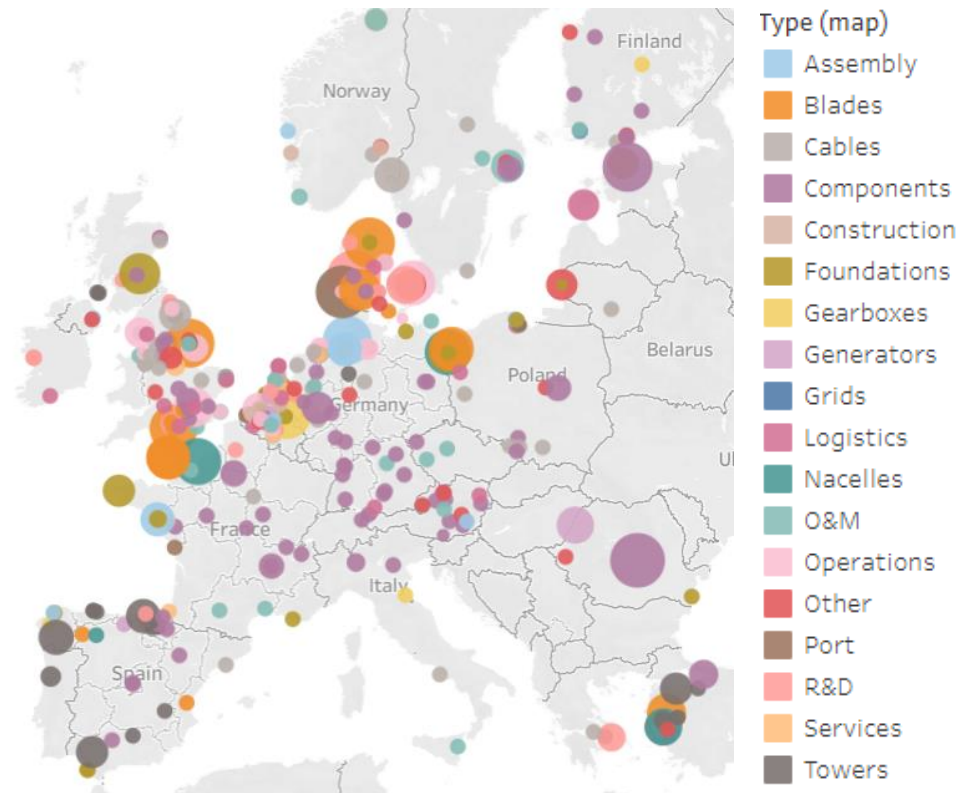 Type (map)
Finland
Assembly
Norway
Blades
Cables
Components
Construction
Foundations
Gearboxes
Belarus
Generators
Poland
Grids
Germany
Logistics
Nacelles
O&M
France
Operations
Italy
Other
Port
Spain
R&D
Services
Towers